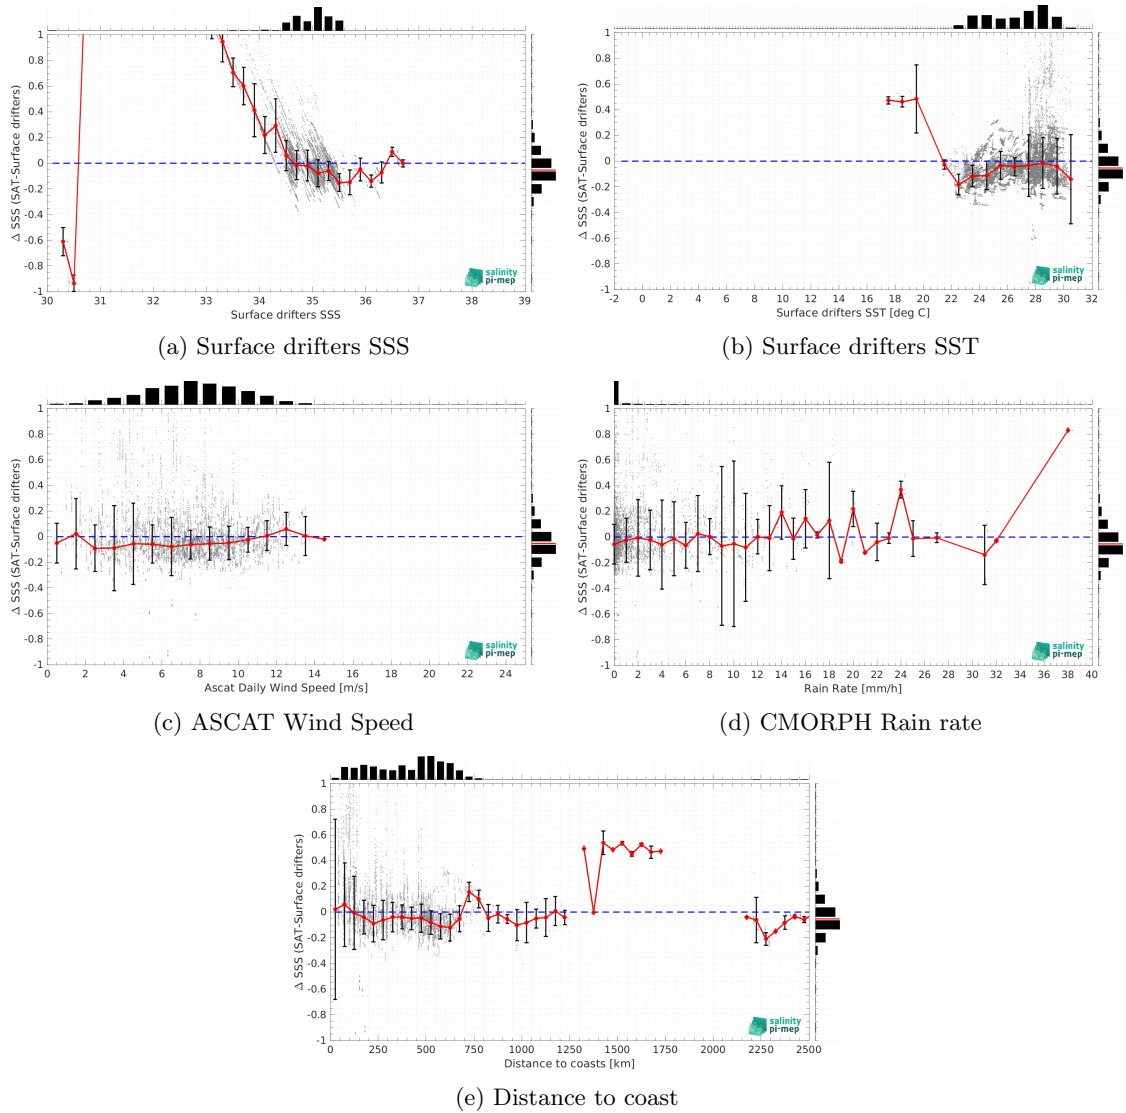 1
0.8
0.6
0.4
0.2
0
-0.2
-0.4
-0.6
-0.8
-1
Δ SSS (SAT-Surface drifters)
30 31 32 33 34 35 36 37 38 39
Surface drifters SSS
salinity
pi-mep
(a) Surface drifters SSS
1
0.8
0.6
0.4
0.2
0
-0.2
-0.4
-0.6
-0.8
-1
Δ SSS (SAT-Surface drifters)
-2 0 2 4 6 8 10 12 14 16 18 20 22 24 26 28 30 32
Surface drifters SST [deg C]
salinity
pi-mep
(b) Surface drifters SST
1
0.8
0.6
0.4
0.2
0
-0.2
-0.4
-0.6
-0.8
-1
Δ SSS (SAT-Surface drifters)
0 2 4 6 8 10 12 14 16 18 20 22 24
Ascat Daily Wind Speed [m/s]
salinity
pi-mep
(c) ASCAT Wind Speed
1
0.8
0.6
0.4
0.2
0
-0.2
-0.4
-0.6
-0.8
-1
Δ SSS (SAT-Surface drifters)
0 2 4 6 8 10 12 14 16 18 20 22 24 26 28 30 32 34 36 38 40
Rain Rate [mm/h]
salinity
pi-mep
(d) CMORPH Rain rate
1
0.8
0.6
0.4
0.2
0
-0.2
-0.4
-0.6
-0.8
-1
Δ SSS (SAT-Surface drifters)
0 250 500 750 1000 1250 1500 1750 2000 2250 2500
Distance to coasts [km]
salinity
pi-mep
(e) Distance to coast